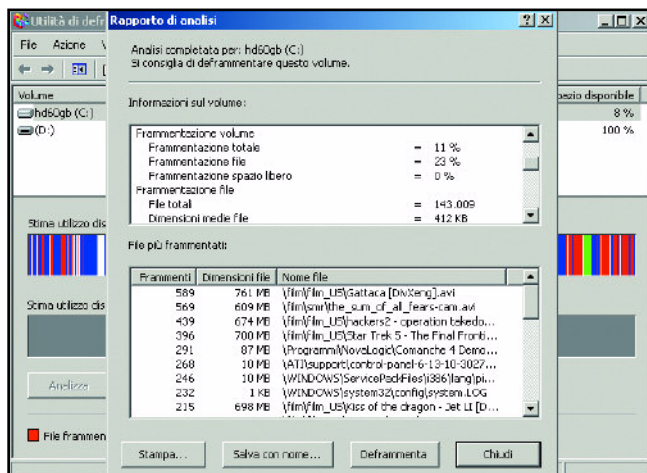 Utilità di defr
Rapporto di analisi
File Azione V
Analisi completata per: hd60gb (C:)
Si consiglia di deframmentare questo volume.
Volume
spazio disponibile
hd60gb (C:)
8 %
(D:)
100 %
Informazioni sul volume:
Frammentazione volume
Frammentazione totale = 11 %
Frammentazione file = 23 %
Frammentazione spazio libero = 0 %
Frammentazione file
File totali = 143.009
Dimensioni medie file = 412 KB
Stima utilizzo dis
File più frammentati:
Frammenti Dimensioni file Nome file
589 761 MB \film\film_US\Gattaca [DivXeng].avi
569 609 MB \film\smr\the_sum_of_all_fears-cam.avi
439 674 MB \film\film_US\hackers2 - operation takedo...
396 700 MB \film\film_US\Star Trek 5 - The Final Fronti...
291 87 MB \Programmi\NovaLogic\Comanche 4 Demo...
268 10 MB \ATI\support\control-panel-6-13-10-3027...
246 10 MB \WINDOWS\ServicePackFiles\i386\lang\pi...
232 1 KB \WINDOWS\system32\config\system.LOG
215 698 MB \film\film_US\Kiss of the dragon - Jet LI [D...
Stima utilizzo dis
Analizza
File frammen
Stampa...
Salva con nome...
Deframmenta
Chiudi